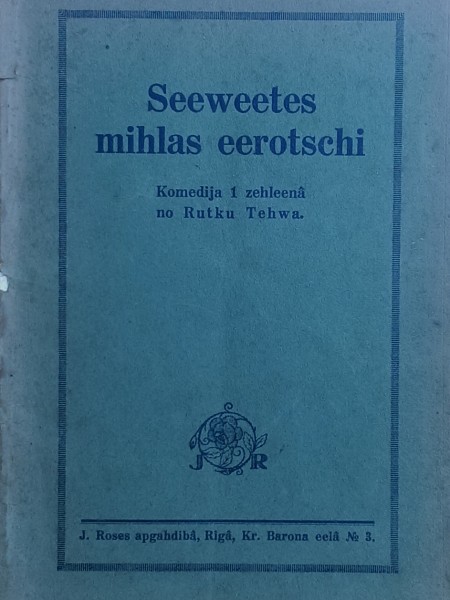 Seeweetes
mihlas eerotschi
Komedija 1 zehleenâ
no Rutku Tehwa.
J R
J. Roses apgahdibâ, Rigâ, Kr. Barona eelâ № 3.